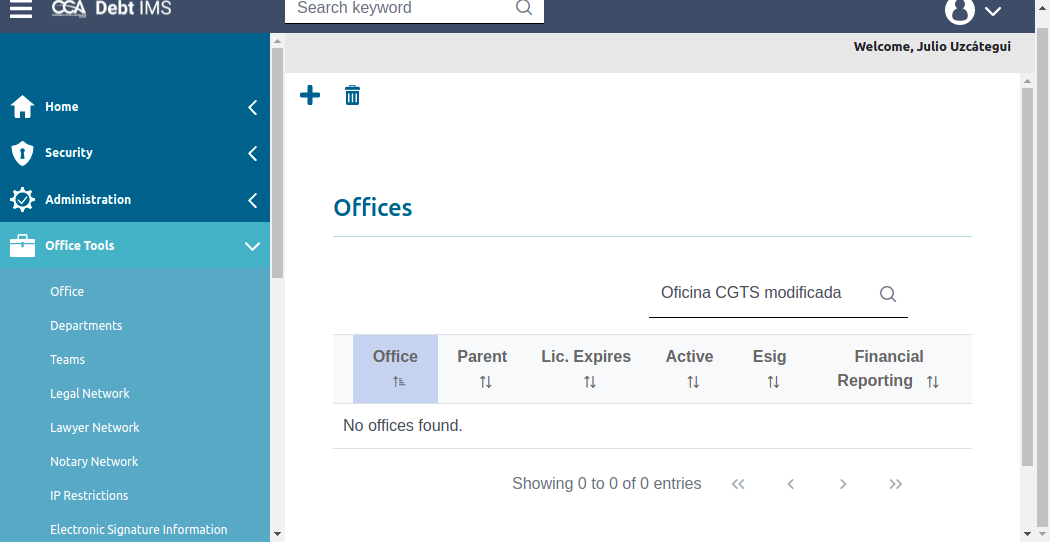 CGA Debt IMS
Search keyword
Welcome, Julio Uzcátegui
Home
Security
Administration
Office Tools
Office
Departments
Teams
Legal Network
Lawyer Network
Notary Network
IP Restrictions
Electronic Signature Information
Offices
Oficina CGTS modificada
Office Parent Lic. Expires Active Esig Financial Reporting
No offices found.
Showing 0 to 0 of 0 entries